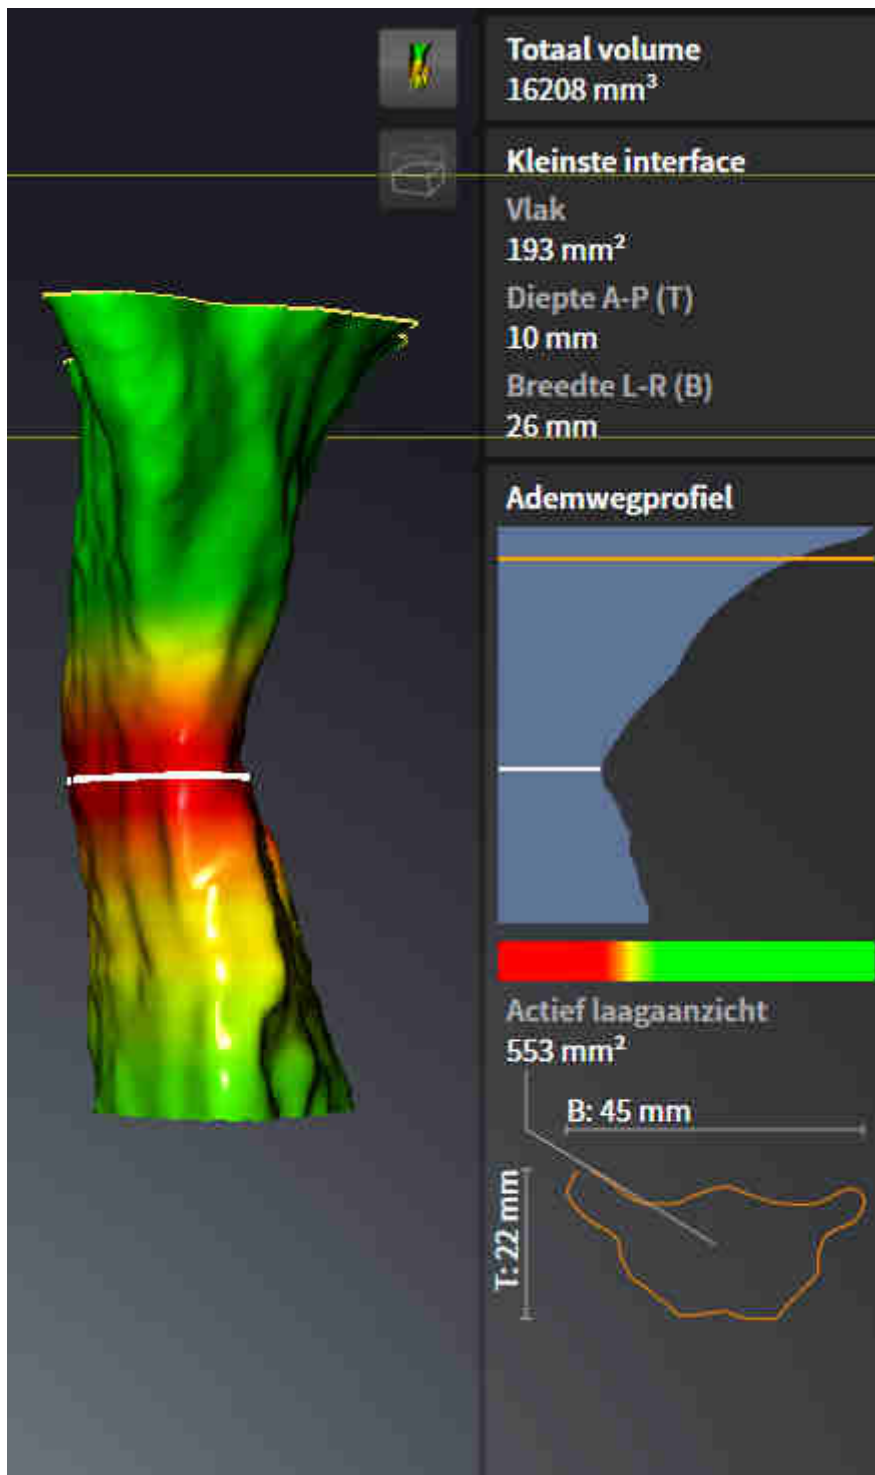 Totaal volume
16208 mm³
Kleinste interface
Vlak
193 mm²
Diepte A-P (T)
10 mm
Breedte L-R (B)
26 mm
Ademwegprofiel
Actief laagaanzicht
553 mm²
B: 45 mm
T: 22 mm